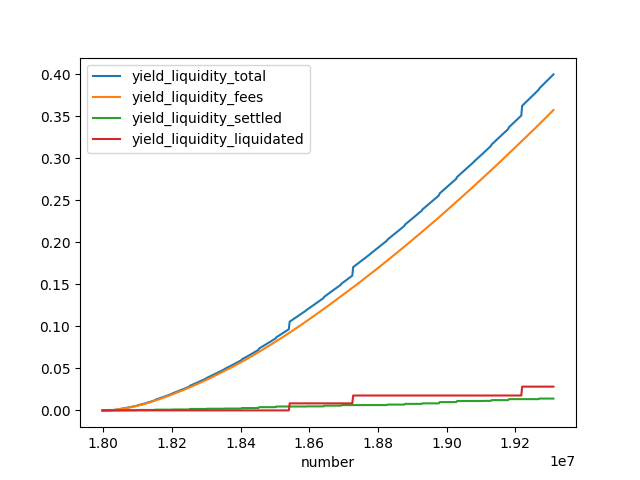 yield_liquidity_total
yield_liquidity_fees
yield_liquidity_settled
yield_liquidity_liquidated
0.40
0.35
0.30
0.25
0.20
0.15
0.10
0.05
0.00
1.80 1.82 1.84 1.86 1.88 1.90 1.92
1e7
number